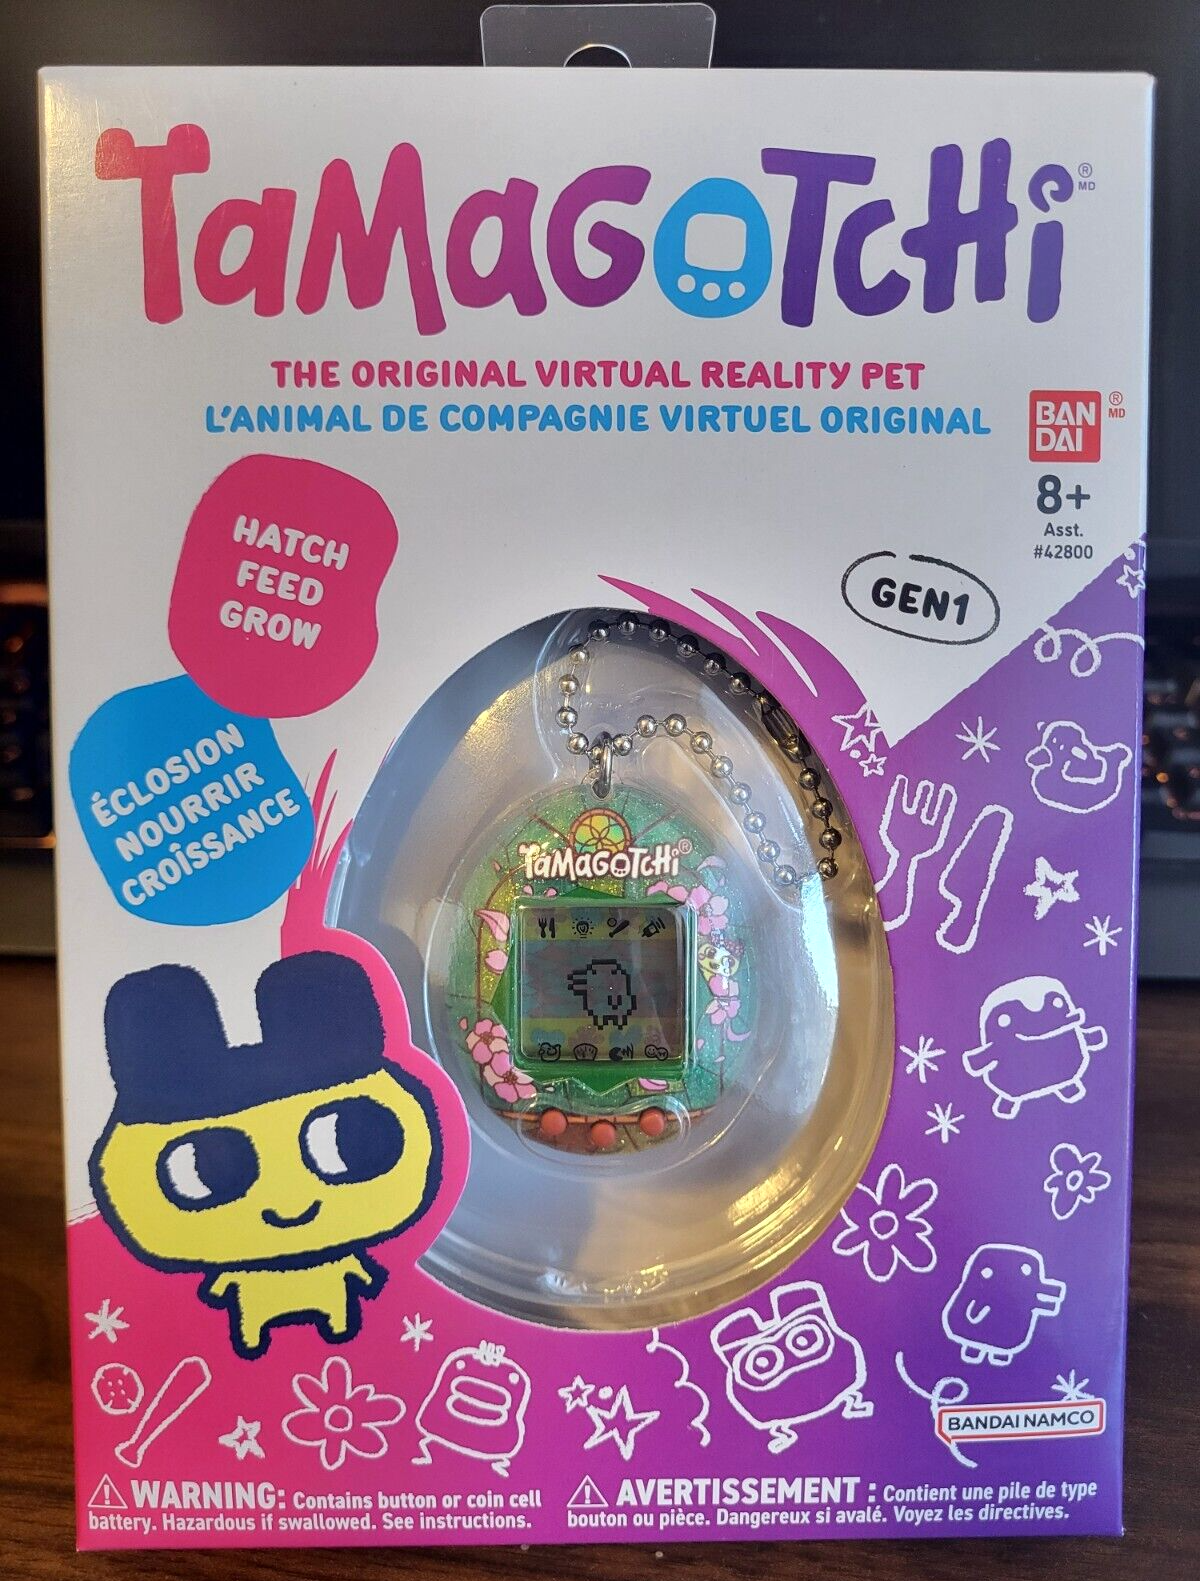 TaMaGoTCHi® MD
THE ORIGINAL VIRTUAL REALITY PET
L'ANIMAL DE COMPAGNIE VIRTUEL ORIGINAL
BAN
DAI ® MD
8+
Asst.
#42800
HATCH
FEED
GROW
GEN1
ÉCLOSION
NOURRIR
CROISSANCE
TaMaGoTCHi®
BANDAI NAMCO
⚠ WARNING: Contains button or coin cell
battery. Hazardous if swallowed. See instructions.
⚠ AVERTISSEMENT : Contient une pile de type
bouton ou pièce. Dangereux si avalé. Voyez les directives.